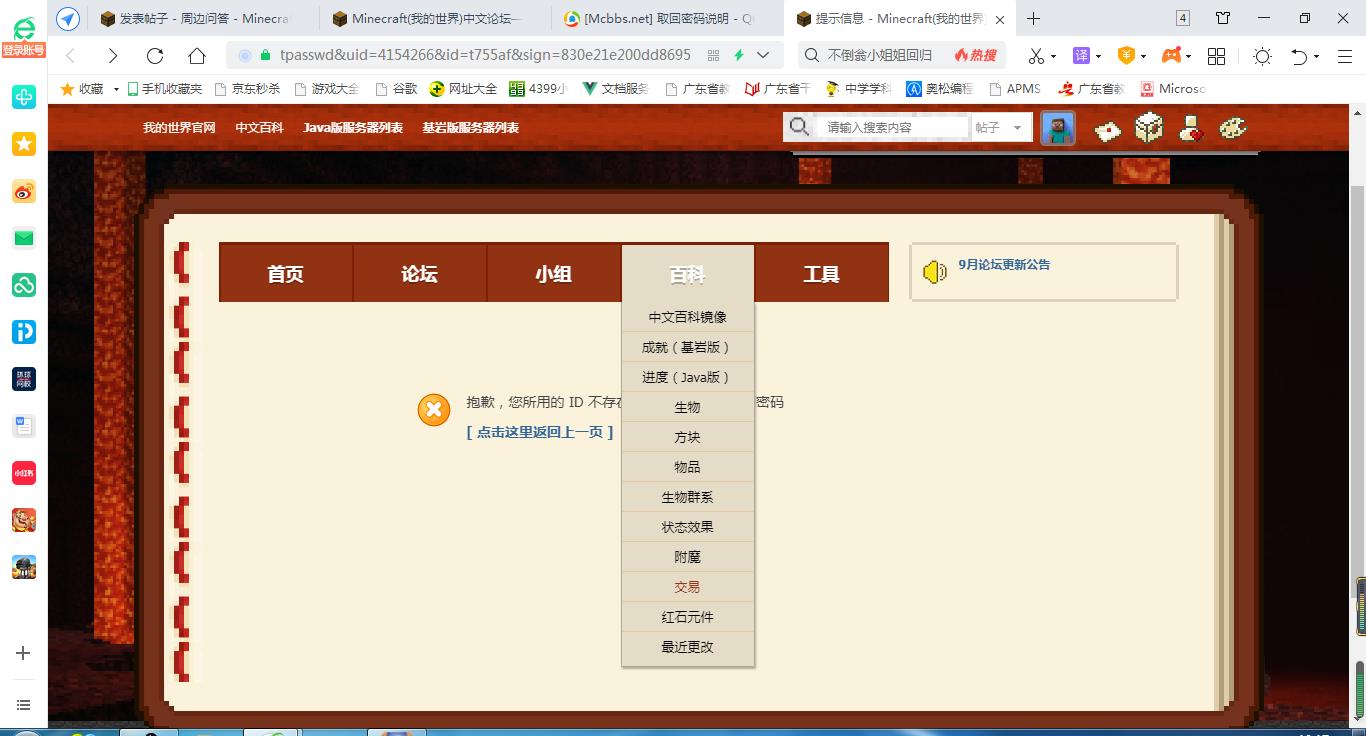 登录账号
发表帖子 - 周边问答 - Minecra
Minecraft(我的世界)中文论坛—
[Mcbbs.net] 取回密码说明 - Q
提示信息 - Minecraft(我的世界
4
tpasswd&uid=4154266&id=t755af&sign=830e21e200dd8695
不倒翁小姐姐回归
热搜
译
收藏
手机收藏夹
京东秒杀
游戏大全
谷歌
网址大全
4399小
文档服务
广东省教
广东省干
中学学科
奥松编程
APMS
广东省教
Microso
我的世界官网
中文百科
Java版服务器列表
基岩版服务器列表
请输入搜索内容
帖子
首页
论坛
小组
百科
工具
9月论坛更新公告
中文百科镜像
成就（基岩版）
进度（Java版）
生物
方块
物品
生物群系
状态效果
附魔
交易
红石元件
最近更改
抱歉，您所用的 ID 不存在
密码
[ 点击这里返回上一页 ]
小红书